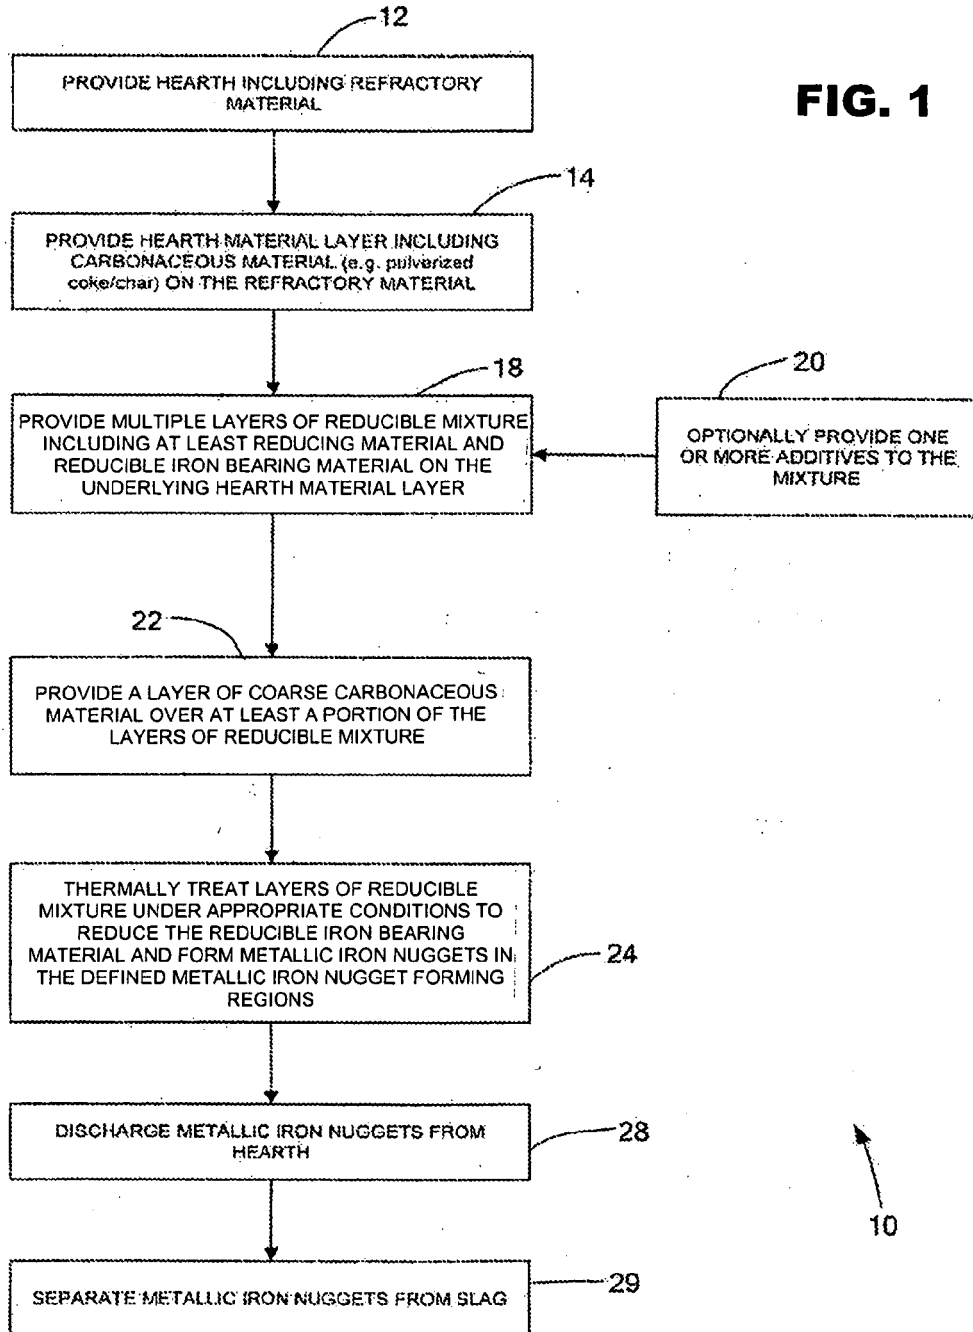 12
PROVIDE HEARTH INCLUDING REFRACTORY
MATERIAL
FIG. 1
14
PROVIDE HEARTH MATERIAL LAYER INCLUDING
CARBONACEOUS MATERIAL (e.g. pulverized
coke/char) ON THE REFRACTORY MATERIAL
18
PROVIDE MULTIPLE LAYERS OF REDUCIBLE MIXTURE
INCLUDING AT LEAST REDUCING MATERIAL AND
REDUCIBLE IRON BEARING MATERIAL ON THE
UNDERLYING HEARTH MATERIAL LAYER
20
OPTIONALLY PROVIDE ONE
OR MORE ADDITIVES TO THE
MIXTURE
22
PROVIDE A LAYER OF COARSE CARBONACEOUS
MATERIAL OVER AT LEAST A PORTION OF THE
LAYERS OF REDUCIBLE MIXTURE
THERMALLY TREAT LAYERS OF REDUCIBLE
MIXTURE UNDER APPROPRIATE CONDITIONS TO
REDUCE THE REDUCIBLE IRON BEARING
MATERIAL AND FORM METALLIC IRON NUGGETS IN
THE DEFINED METALLIC IRON NUGGET FORMING
REGIONS
24
DISCHARGE METALLIC IRON NUGGETS FROM
HEARTH
28
10
SEPARATE METALLIC IRON NUGGETS FROM SLAG
29